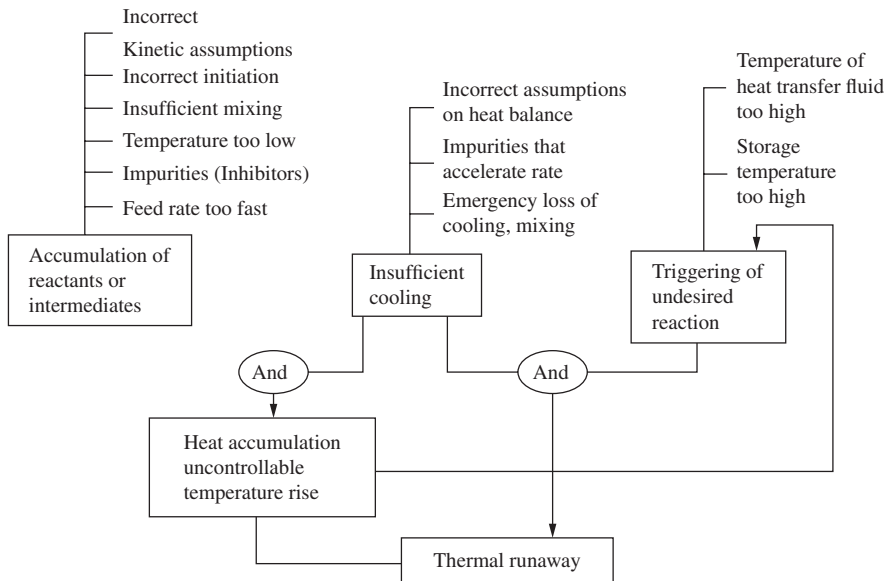 Incorrect
Kinetic assumptions
Incorrect initiation
Insufficient mixing
Temperature too low
Impurities (Inhibitors)
Feed rate too fast
Accumulation of
reactants or
intermediates
Incorrect assumptions
on heat balance
Impurities that
accelerate rate
Emergency loss of
cooling, mixing
Insufficient
cooling
Temperature of
heat transfer fluid
too high
Storage
temperature
too high
Triggering of
undesired
reaction
And
And
Heat accumulation
uncontrollable
temperature rise
Thermal runaway